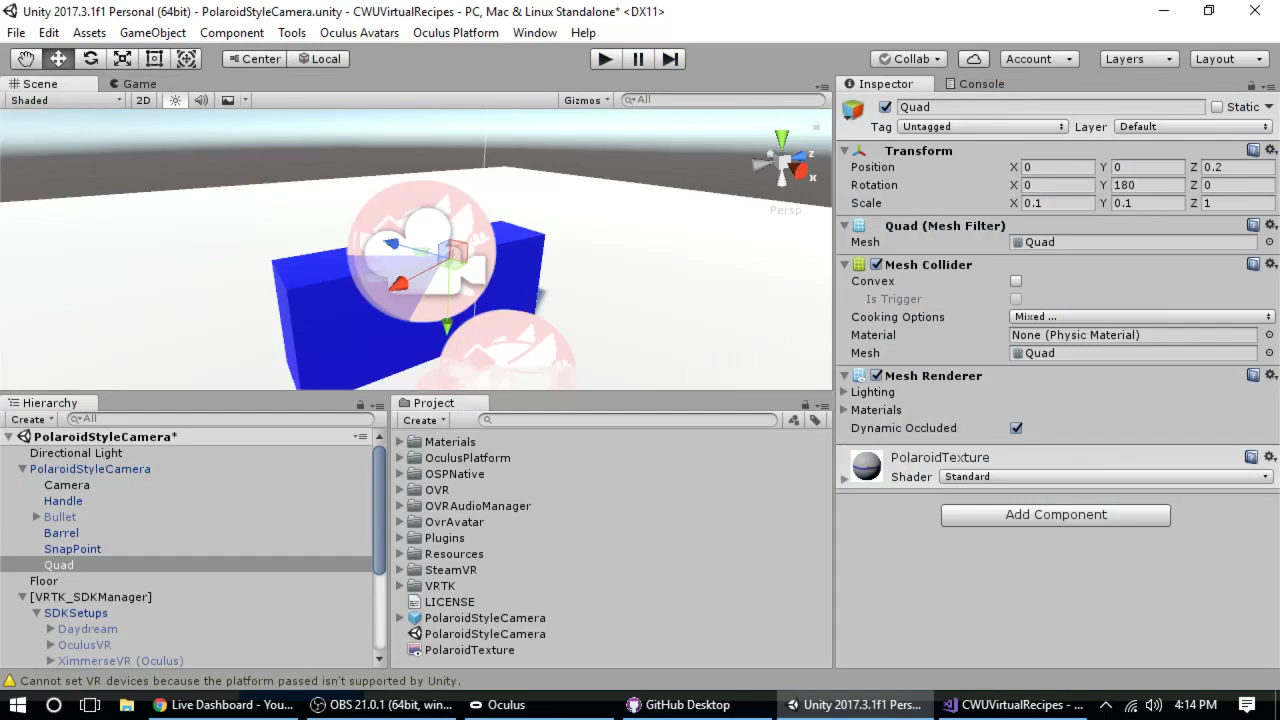 Unity 2017.3.1f1 (64bit) - PolaroidStyleCamera.unity - CWUVirtualRecipes - PC, Mac & Linux Standalone* <DX11>
File Edit Assets GameObject Component Tools Oculus Avatars Oculus Platform Window Help
Center Local Collab Account Layers Layout
Scene Game
Shaded 2D Gizmos All
Persp
y
z
x
Inspector Console
Quad Static
Tag Untagged Layer Default
Transform
Position X 0 Y 0 Z 0.2
Rotation X 0 Y 180 Z 0
Scale X 0.1 Y 0.1 Z 1
Quad (Mesh Filter)
Mesh Quad
Mesh Collider
Convex
Is Trigger
Cooking Options Mixed ...
Material None (Physic Material)
Mesh Quad
Mesh Renderer
Lighting
Materials
Dynamic Occluded
PolaroidTexture
Shader Standard
Add Component
Hierarchy
Create All
PolaroidStyleCamera*
Directional Light
PolaroidStyleCamera
Camera
Handle
Bullet
Barrel
SnapPoint
Quad
Floor
[VRTK_SDKManager]
SDKSetups
Daydream
OculusVR
XimmerseVR (Oculus)
Project
Create
Materials
OculusPlatform
OSPNative
OVR
OVRAudioManager
OvrAvatar
Plugins
Resources
SteamVR
VRTK
LICENSE
PolaroidStyleCamera
PolaroidStyleCamera
PolaroidTexture
Cannot set VR devices because the platform passed isn't supported by Unity.
Live Dashboard - You... OBS 21.0.1 (64bit, win... Oculus GitHub Desktop Unity 2017.3.1f1 Pers... CWUVirtualRecipes - ... 4:14 PM